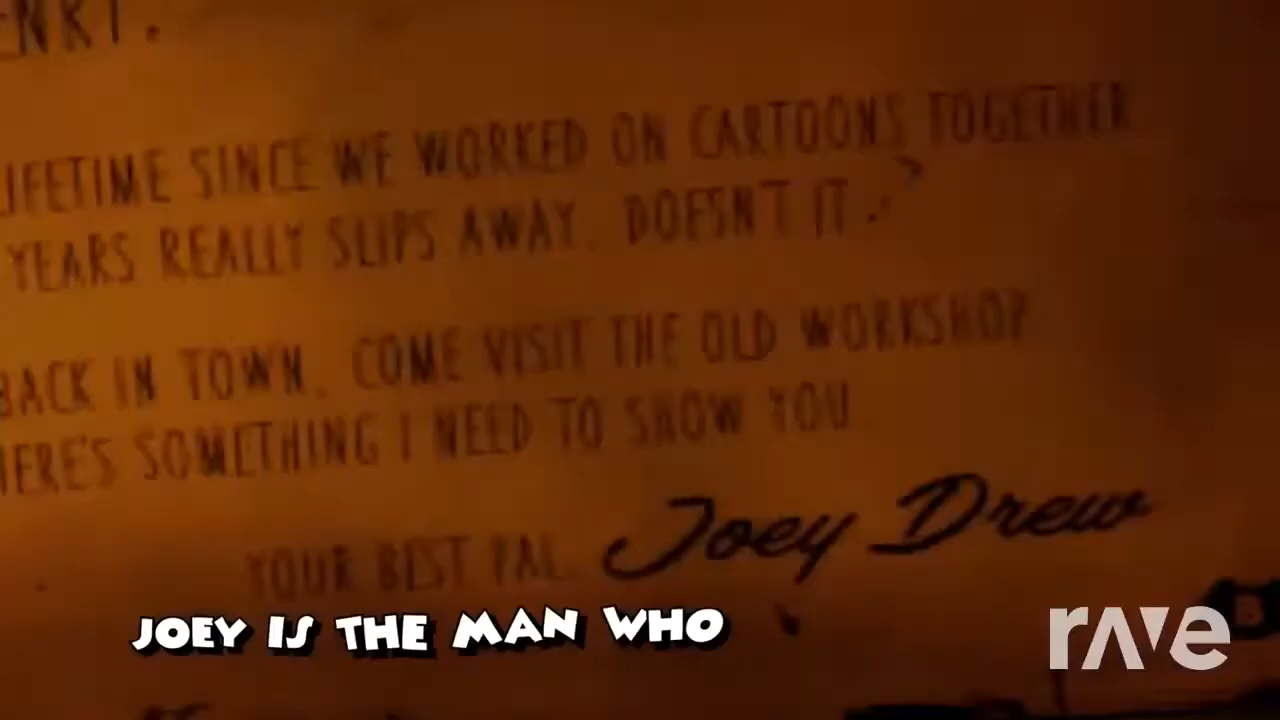 ENRY.
LIFETIME SINCE WE WORKED ON CARTOONS TOGETHER
YEARS REALLY SLIPS AWAY, DOESN'T IT?
BACK IN TOWN, COME VISIT THE OLD WORKSHOP
HERE'S SOMETHING I NEED TO SHOW YOU
YOUR BEST PAL, Joey Drew
JOEY IS THE MAN WHO
rave